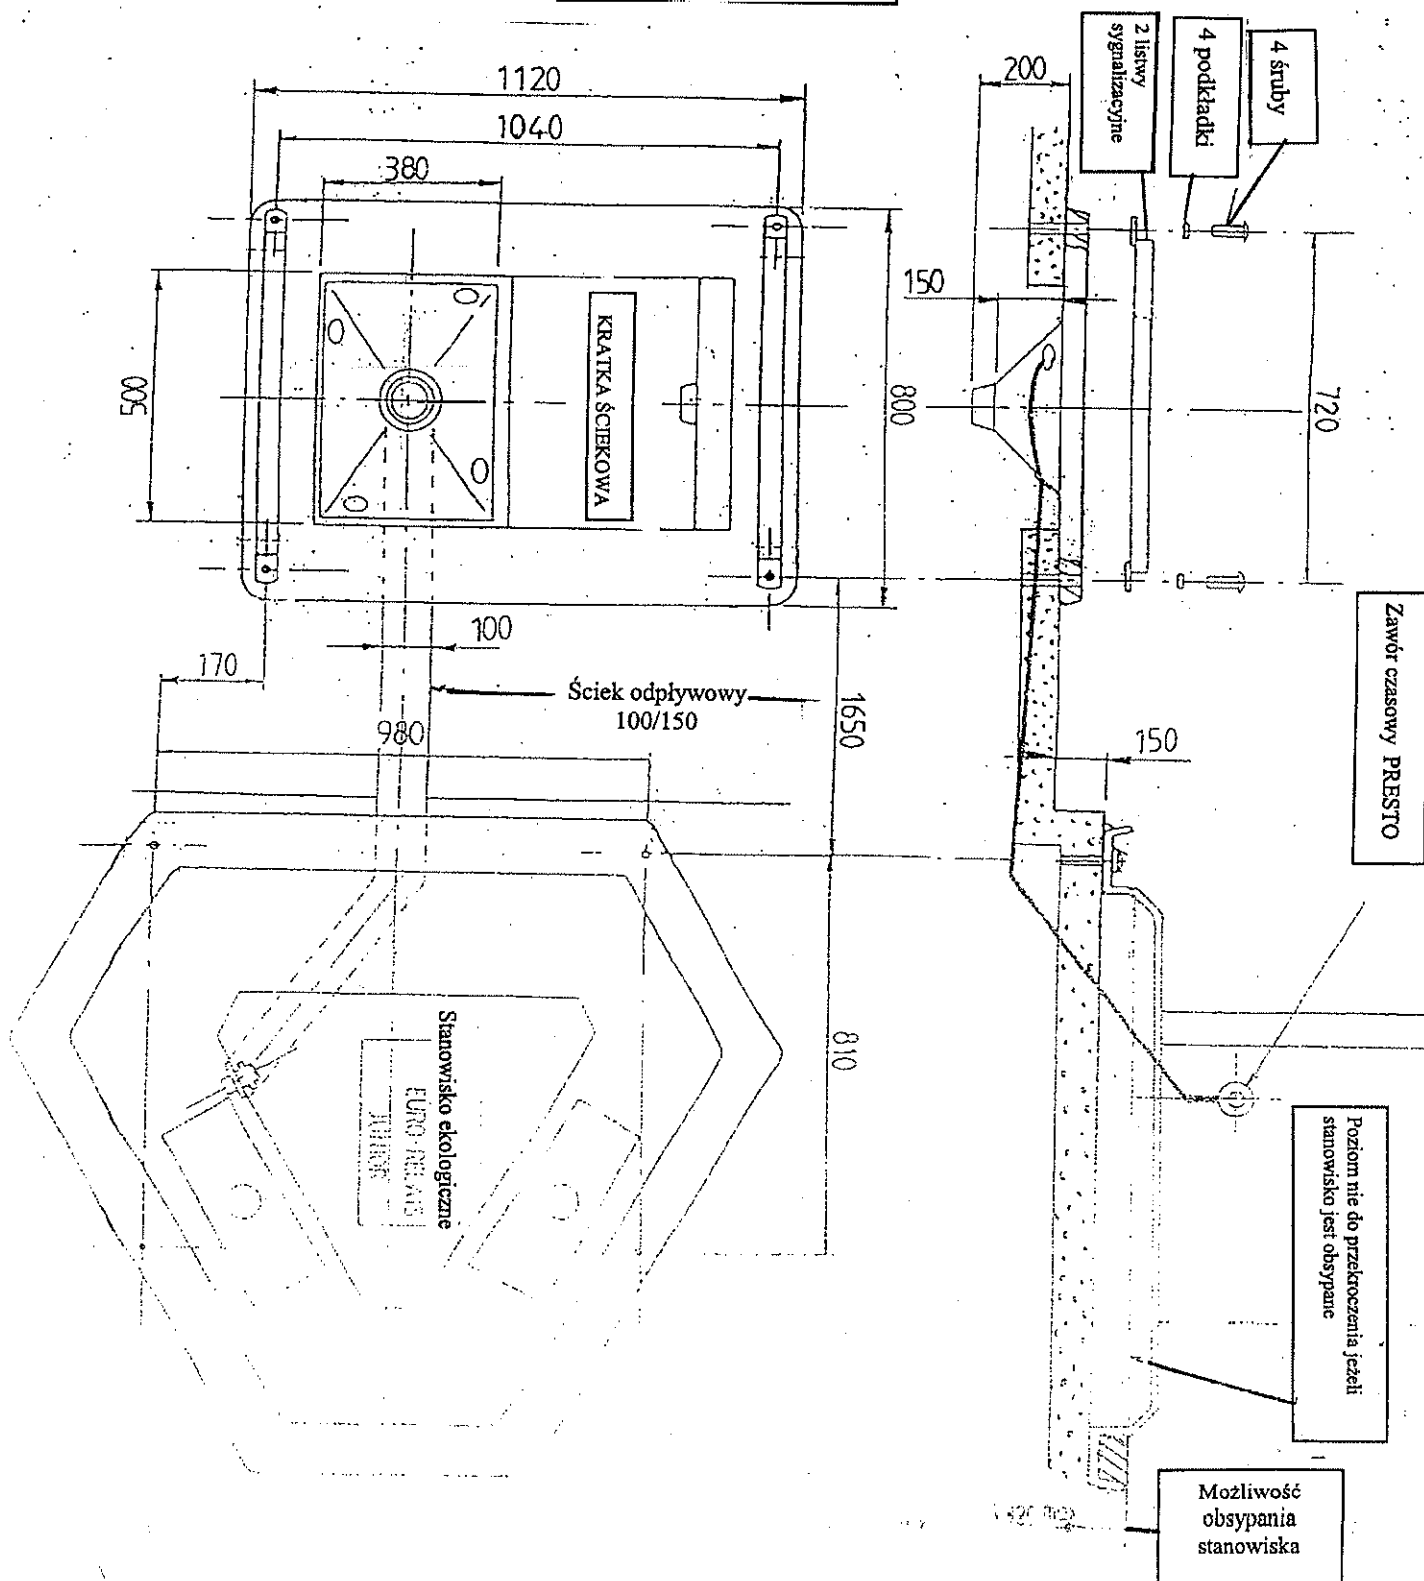 4 śruby
4 podkładki
2 listwy
sygnalizacyjne
200
1120
1040
380
150
720
500
KRATKA ŚCIEKOWA
800
Zawór czasowy PRESTO
100
170
Ściek odpływowy
100/150
1650
980
150
810
Stanowisko ekologiczne
EURO-RELAIS
JUNIOR
Poziom nie do przekroczenia jeżeli
stanowisko jest obsypane
Możliwość
obsypania
stanowiska